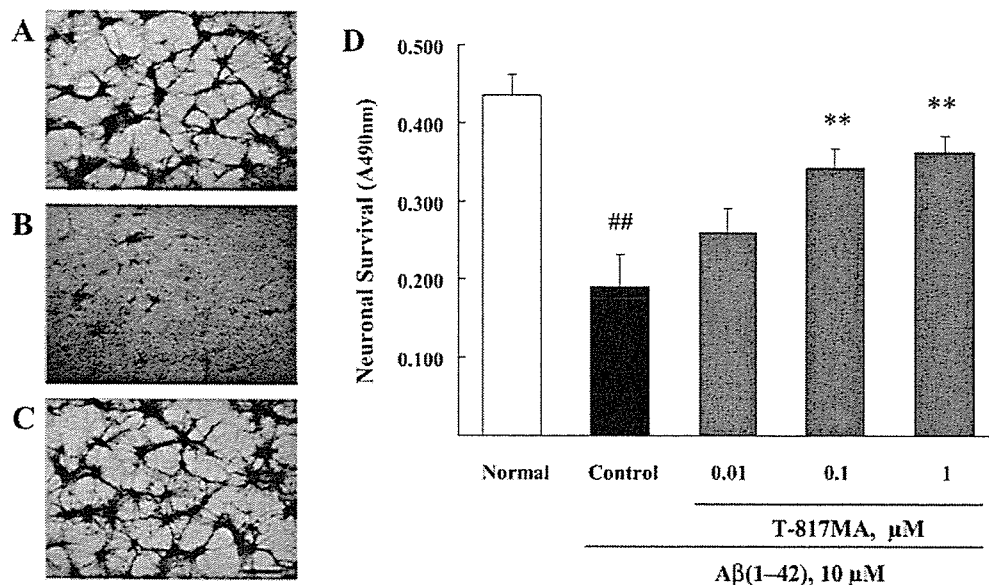 A
B
C
D
Neuronal Survival (A490nm)
0.500
0.400
0.300
0.200
0.100
##
**
**
Normal
Control
0.01
0.1
1
T-817MA, μM
Aβ(1–42), 10 μM